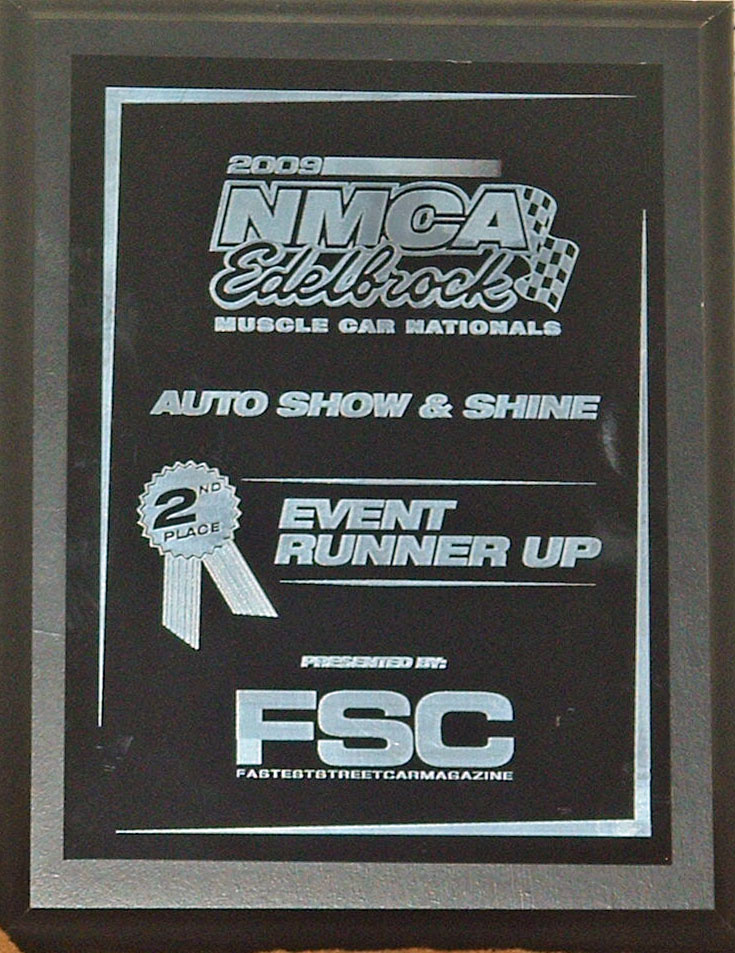 2009
NMCA
Edelbrock
MUSCLE CAR NATIONALS
AUTO SHOW & SHINE
2ND
PLACE
EVENT
RUNNER UP
PRESENTED BY:
FSC
FASTESTSTREETCARMAGAZINE